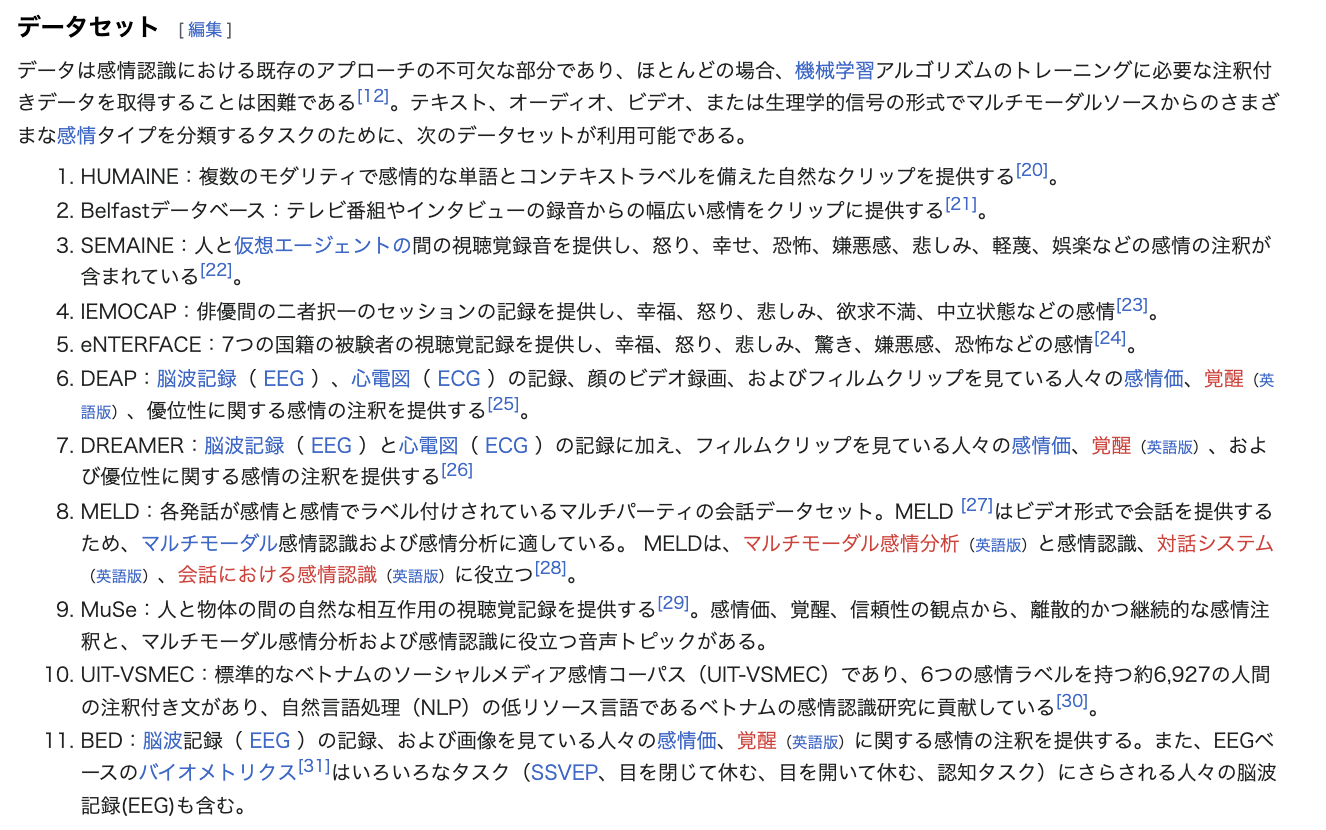 データセット [編集]
データは感情認識における既存のアプローチの不可欠な部分であり、ほとんどの場合、機械学習アルゴリズムのトレーニングに必要な注釈付
きデータを取得することは困難である[12]。テキスト、オーディオ、ビデオ、または生理学的信号の形式でマルチモーダルソースからのさまざ
まな感情タイプを分類するタスクのために、次のデータセットが利用可能である。
1. HUMAINE：複数のモダリティで感情的な単語とコンテキストラベルを備えた自然なクリップを提供する[20]。
2. Belfastデータベース：テレビ番組やインタビューの録音からの幅広い感情をクリップに提供する[21]。
3. SEMAINE：人と仮想エージェントの間の視聴覚録音を提供し、怒り、幸せ、恐怖、嫌悪感、悲しみ、軽蔑、娯楽などの感情の注釈が
含まれている[22]。
4. IEMOCAP：俳優間の二者択一のセッションの記録を提供し、幸福、怒り、悲しみ、欲求不満、中立状態などの感情[23]。
5. eNTERFACE：7つの国籍の被験者の視聴覚記録を提供し、幸福、怒り、悲しみ、驚き、嫌悪感、恐怖などの感情[24]。
6. DEAP：脳波記録（ EEG ）、心電図（ ECG ）の記録、顔のビデオ録画、およびフィルムクリップを見ている人々の感情価、覚醒（英
語版）、優位性に関する感情の注釈を提供する[25]。
7. DREAMER：脳波記録（ EEG ）と心電図（ ECG ）の記録に加え、フィルムクリップを見ている人々の感情価、覚醒（英語版）、およ
び優位性に関する感情の注釈を提供する[26]
8. MELD：各発話が感情と感情でラベル付けされているマルチパーティの会話データセット。MELD [27]はビデオ形式で会話を提供する
ため、マルチモーダル感情認識および感情分析に適している。 MELDは、マルチモーダル感情分析（英語版）と感情認識、対話システム
（英語版）、会話における感情認識（英語版）に役立つ[28]。
9. MuSe：人と物体の間の自然な相互作用の視聴覚記録を提供する[29]。感情価、覚醒、信頼性の観点から、離散的かつ継続的な感情注
釈と、マルチモーダル感情分析および感情認識に役立つ音声トピックがある。
10. UIT-VSMEC：標準的なベトナムのソーシャルメディア感情コーパス（UIT-VSMEC）であり、6つの感情ラベルを持つ約6,927の人間
の注釈付き文があり、自然言語処理（NLP）の低リソース言語であるベトナムの感情認識研究に貢献している[30]。
11. BED：脳波記録（ EEG ）の記録、および画像を見ている人々の感情価、覚醒（英語版）に関する感情の注釈を提供する。また、EEGベ
ースのバイオメトリクス[31]はいろいろなタスク（SSVEP、目を閉じて休む、目を開いて休む、認知タスク）にさらされる人々の脳波
記録(EEG)も含む。